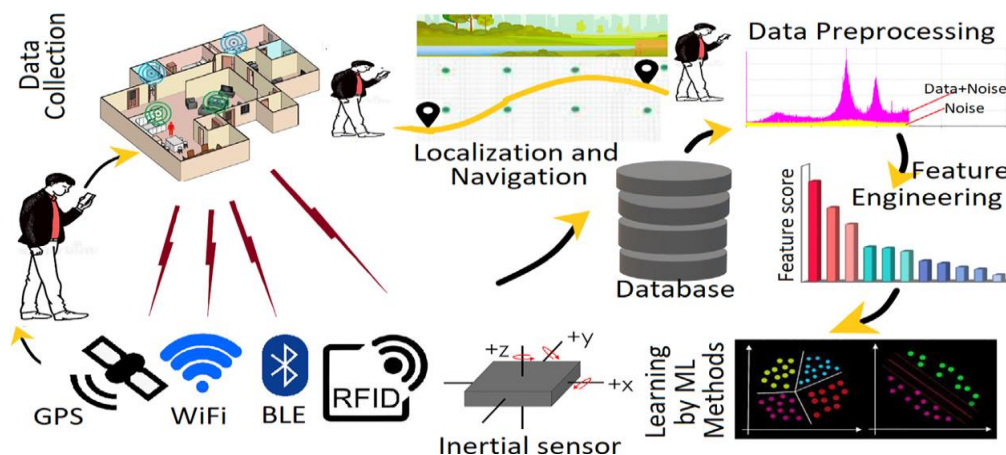 Data
Collection
Localization and
Navigation
Data Preprocessing
Data+Noise
Noise
Database
Feature
Engineering
Feature score
GPS
WiFi
BLE
RFID
+z
+y
+x
Inertial sensor
Learning
by ML
Methods